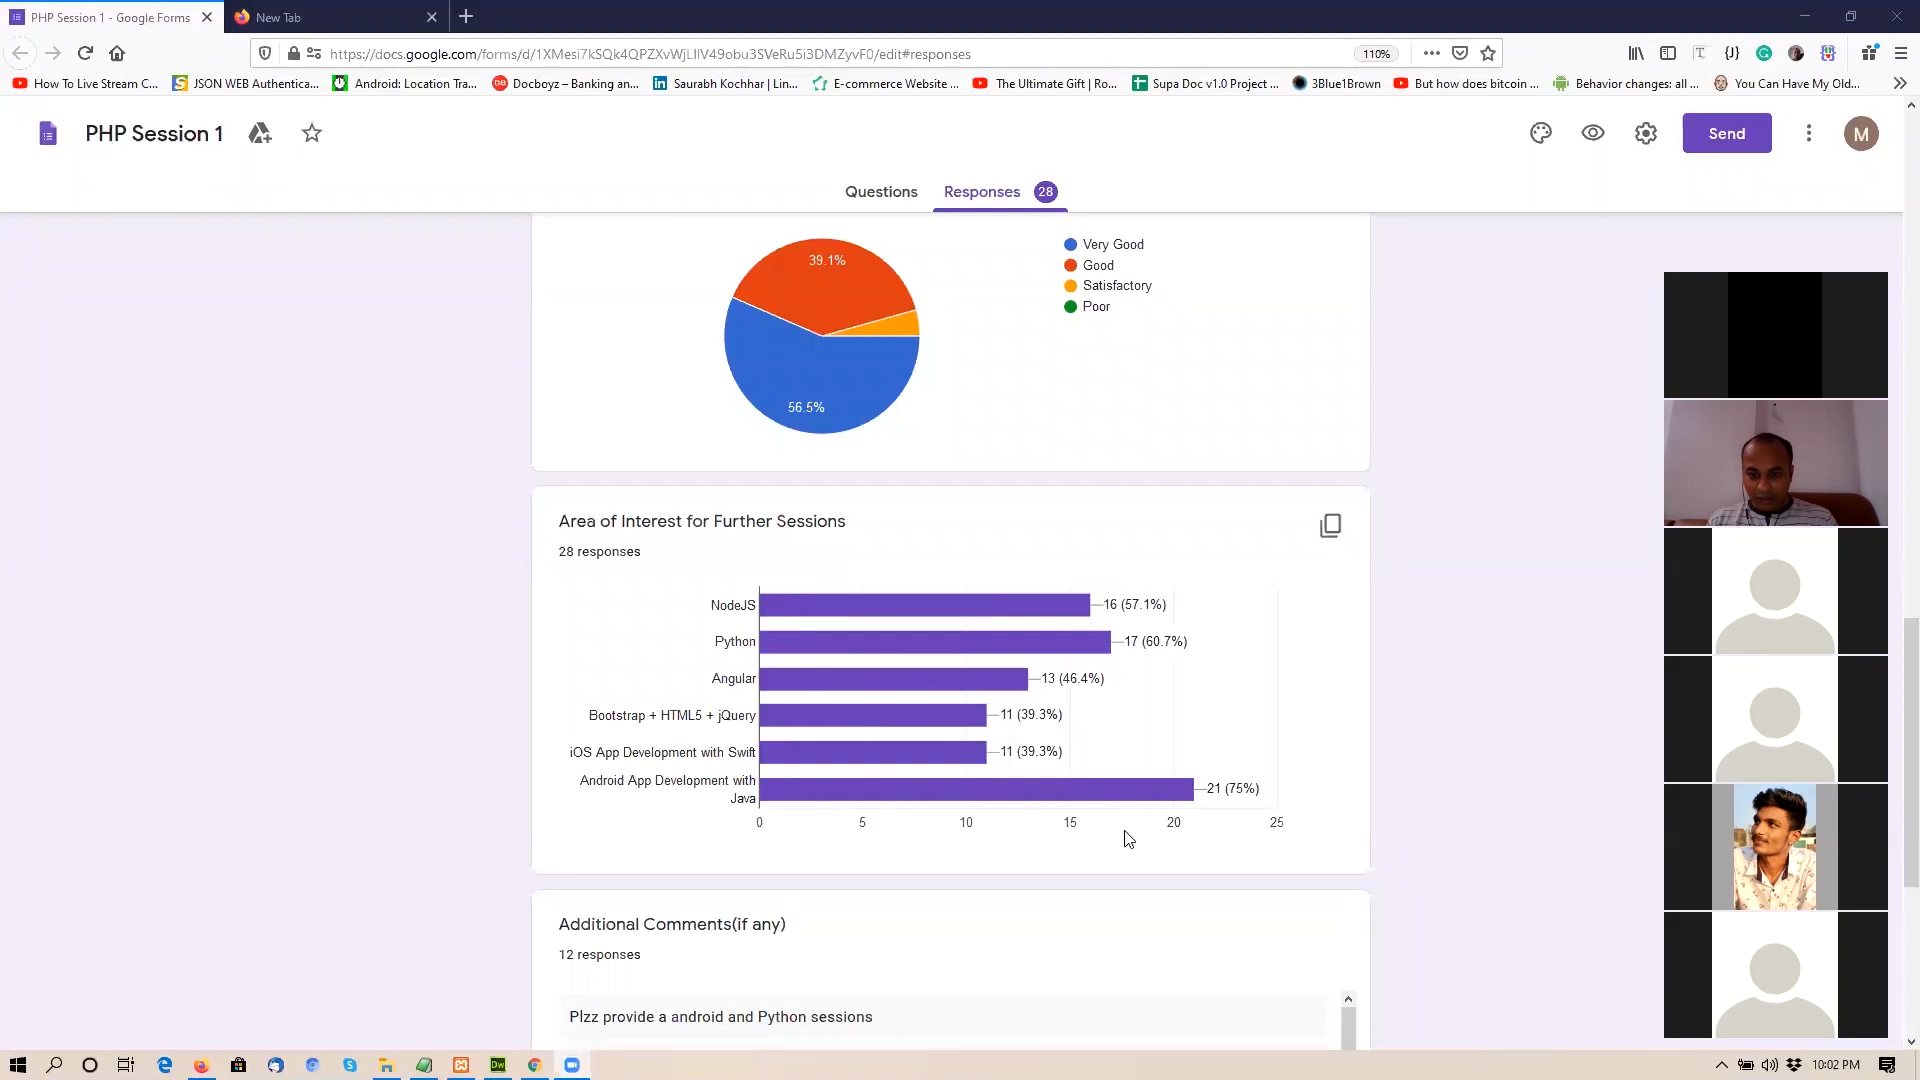 PHP Session 1 - Google Forms
New Tab
https://docs.google.com/forms/d/1XMesi7kSQk4QPZXvWjLIlV49obu3SVeRu5i3DMZyvF0/edit#responses
110%
How To Live Stream C...
JSON WEB Authentica...
Android: Location Tra...
Docboyz – Banking an...
Saurabh Kochhar | Lin...
E-commerce Website ...
The Ultimate Gift | Ro...
Supa Doc v1.0 Project ...
3Blue1Brown
But how does bitcoin ...
Behavior changes: all ...
You Can Have My Old...
PHP Session 1
Send
M
Questions
Responses 28
39.1%
56.5%
Very Good
Good
Satisfactory
Poor
Area of Interest for Further Sessions
28 responses
NodeJS 16 (57.1%)
Python 17 (60.7%)
Angular 13 (46.4%)
Bootstrap + HTML5 + jQuery 11 (39.3%)
iOS App Development with Swift 11 (39.3%)
Android App Development with
Java 21 (75%)
0 5 10 15 20 25
Additional Comments(if any)
12 responses
Plzz provide a android and Python sessions
Dw
10:02 PM